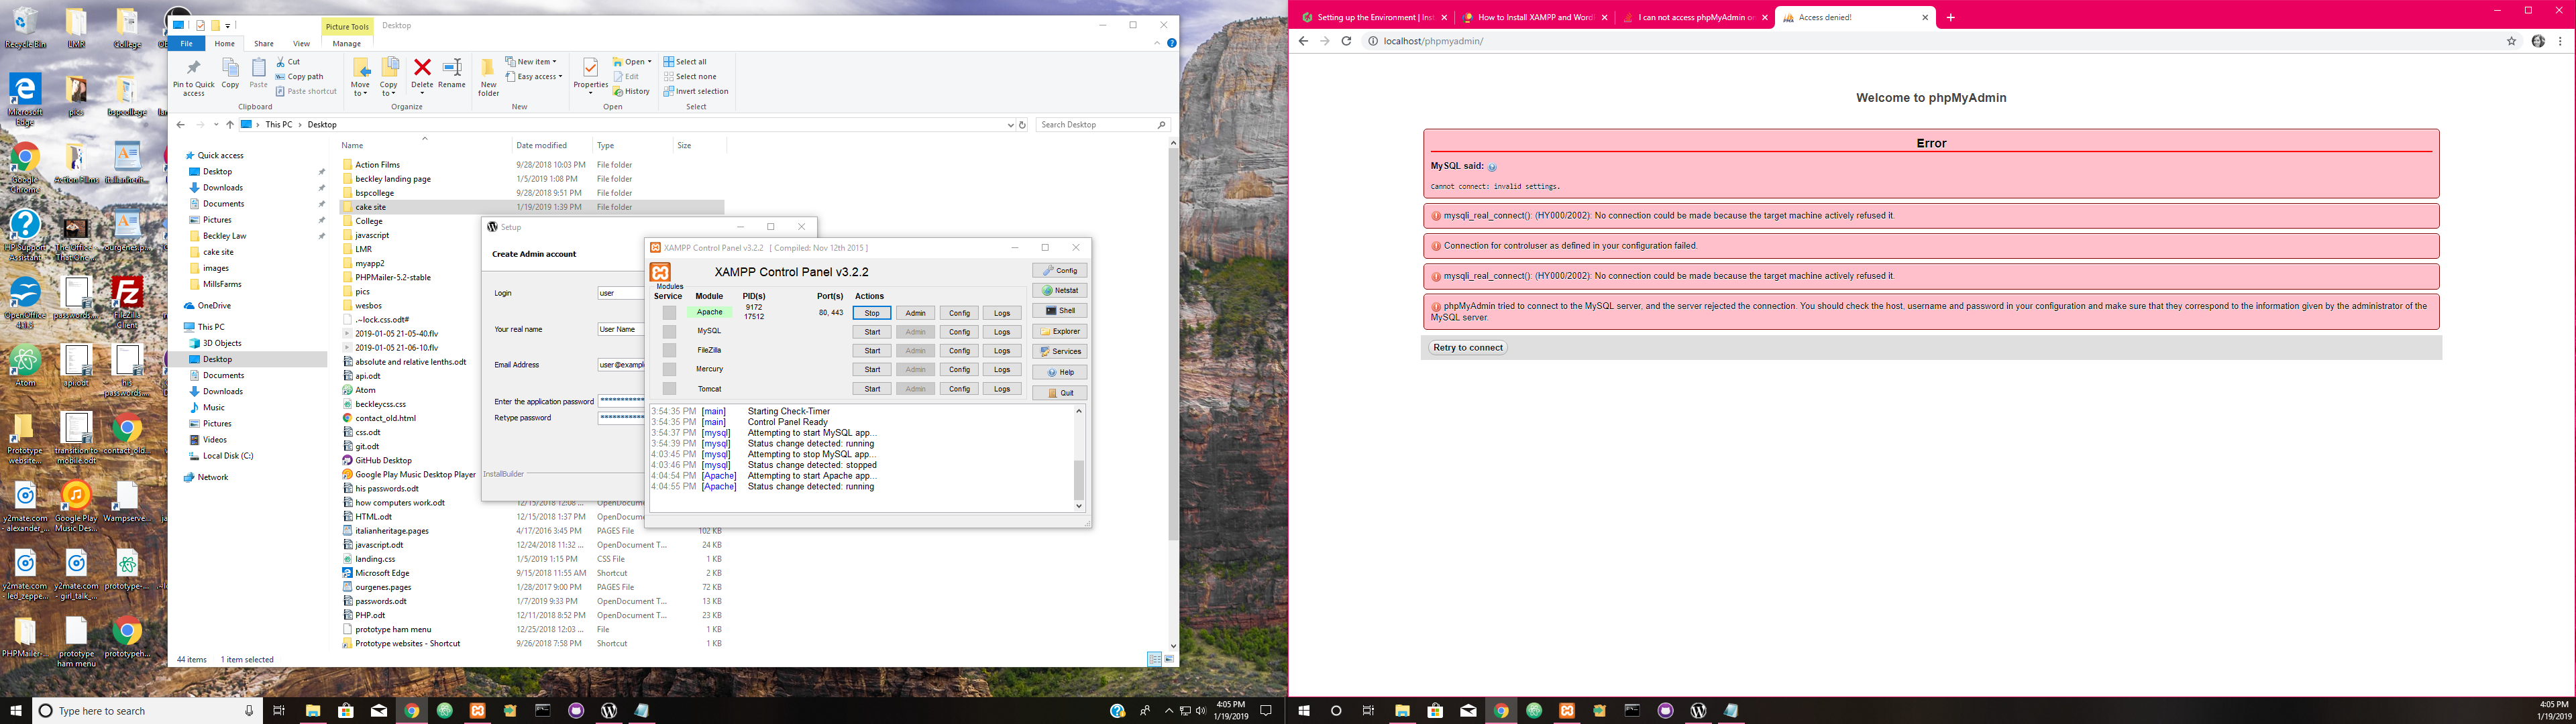 Recycle Bin
LMR
College
Microsoft
Edge
pics
bspcollege
Google
Chrome
Action Films
italianherit...
HP Support
Assistant
ourgenes.p...
OpenOffice
passwords...
FileZilla
Client
Atom
api.odt
his
passwords...
Prototype
website...
transition to
mobile.odt
contact_old...
y2mate.com
- alexander_...
Google Play
Music Des...
Wampserve...
y2mate.com
- led_zeppe...
y2mate.com
- girl_talk_...
prototype-...
PHPMailer-...
prototype
ham menu
prototypeh...
Picture Tools
Desktop
File
Home
Share
View
Manage
Pin to Quick
access
Copy
Paste
Cut
Copy path
Paste shortcut
Clipboard
Move
to
Copy
to
Delete
Rename
Organize
New
folder
New item
Easy access
New
Properties
Open
Edit
History
Open
Select all
Select none
Invert selection
Select
This PC
Desktop
Search Desktop
Quick access
Desktop
Downloads
Documents
Pictures
Beckley Law
cake site
images
MillsFarms
OneDrive
This PC
3D Objects
Desktop
Documents
Downloads
Music
Pictures
Videos
Local Disk (C:)
Network
Name Date modified Type Size
Action Films 9/28/2018 10:03 PM File folder
beckley landing page 1/5/2019 1:08 PM File folder
bspcollege 9/28/2018 9:51 PM File folder
cake site 1/19/2019 1:39 PM File folder
College
javascript
LMR
myapp2
PHPMailer-5.2-stable
pics
wesbos
.~lock.css.odt#
2019-01-05 21-05-40.flv
2019-01-05 21-06-10.flv
absolute and relative lenths.odt
api.odt
Atom
beckleycss.css
contact_old.html
css.odt
git.odt
GitHub Desktop
Google Play Music Desktop Player
his passwords.odt
how computers work.odt 12/15/2018 12:08 ... OpenDocument
HTML.odt 12/15/2018 1:37 PM OpenDocum
italianheritage.pages 4/17/2016 3:45 PM PAGES File 102 KB
javascript.odt 12/24/2018 11:32 ... OpenDocument T... 24 KB
landing.css 1/5/2019 1:15 PM CSS File 1 KB
Microsoft Edge 9/15/2018 11:55 AM Shortcut 2 KB
ourgenes.pages 1/28/2017 9:00 PM PAGES File 72 KB
passwords.odt 1/7/2019 9:33 PM OpenDocument T... 13 KB
PHP.odt 12/11/2018 8:52 PM OpenDocument T... 23 KB
prototype ham menu 12/25/2018 12:03 ... File 1 KB
Prototype websites - Shortcut 9/26/2018 7:58 PM Shortcut 1 KB
44 items 1 item selected
Setup
Create Admin account
Login user
Your real name User Name
Email Address user@exampl
Enter the application password ************
Retype password ************
InstallBuilder
XAMPP Control Panel v3.2.2 [ Compiled: Nov 12th 2015 ]
XAMPP Control Panel v3.2.2
Modules
Service Module PID(s) Port(s) Actions
Apache 9172
17512 80, 443 Stop Admin Config Logs
MySQL Start Admin Config Logs
FileZilla Start Admin Config Logs
Mercury Start Admin Config Logs
Tomcat Start Admin Config Logs
Config
Netstat
Shell
Explorer
Services
Help
Quit
3:54:35 PM [main] Starting Check-Timer
3:54:35 PM [main] Control Panel Ready
3:54:37 PM [mysql] Attempting to start MySQL app...
3:54:39 PM [mysql] Status change detected: running
4:03:45 PM [mysql] Attempting to stop MySQL app...
4:03:46 PM [mysql] Status change detected: stopped
4:04:54 PM [Apache] Attempting to start Apache app...
4:04:55 PM [Apache] Status change detected: running
Type here to search
4:05 PM
1/19/2019
Setting up the Environment | Inst
How to Install XAMPP and Word
I can not access phpMyAdmin or
Access denied!
localhost/phpmyadmin/
Welcome to phpMyAdmin
Error
MySQL said:
Cannot connect: invalid settings.
mysqli_real_connect(): (HY000/2002): No connection could be made because the target machine actively refused it.
Connection for controluser as defined in your configuration failed.
mysqli_real_connect(): (HY000/2002): No connection could be made because the target machine actively refused it.
phpMyAdmin tried to connect to the MySQL server, and the server rejected the connection. You should check the host, username and password in your configuration and make sure that they correspond to the information given by the administrator of the
MySQL server.
Retry to connect
4:05 PM
1/19/2019